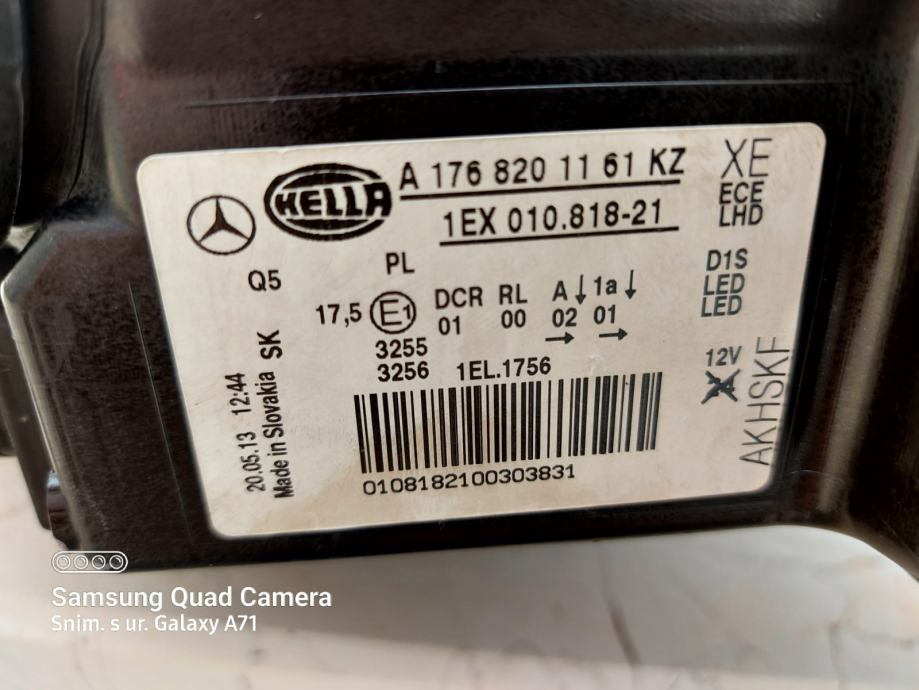 HELLA
A 176 820 11 61 KZ
1EX 010.818-21
XE
ECE
LHD
Q5
PL
17,5 E1
DCR RL A↓ 1a↓
01 00 02 01
→ →
3255
3256 1EL.1756
D1S
LED
LED
12V
AKHSKF
20.05.13 12:44
Made in Slovakia SK
0108182100303831
Samsung Quad Camera
Snim. s ur. Galaxy A71